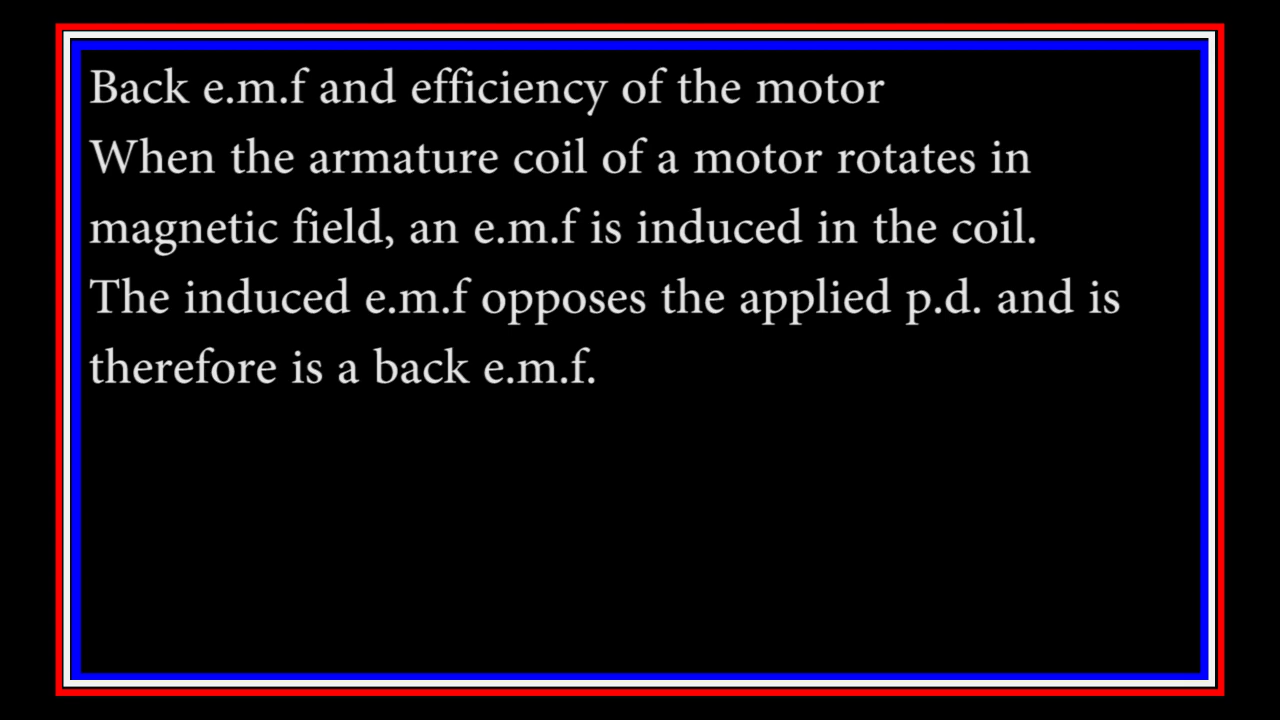 Back e.m.f and efficiency of the motor
When the armature coil of a motor rotates in
magnetic field, an e.m.f is induced in the coil.
The induced e.m.f opposes the applied p.d. and is
therefore is a back e.m.f.